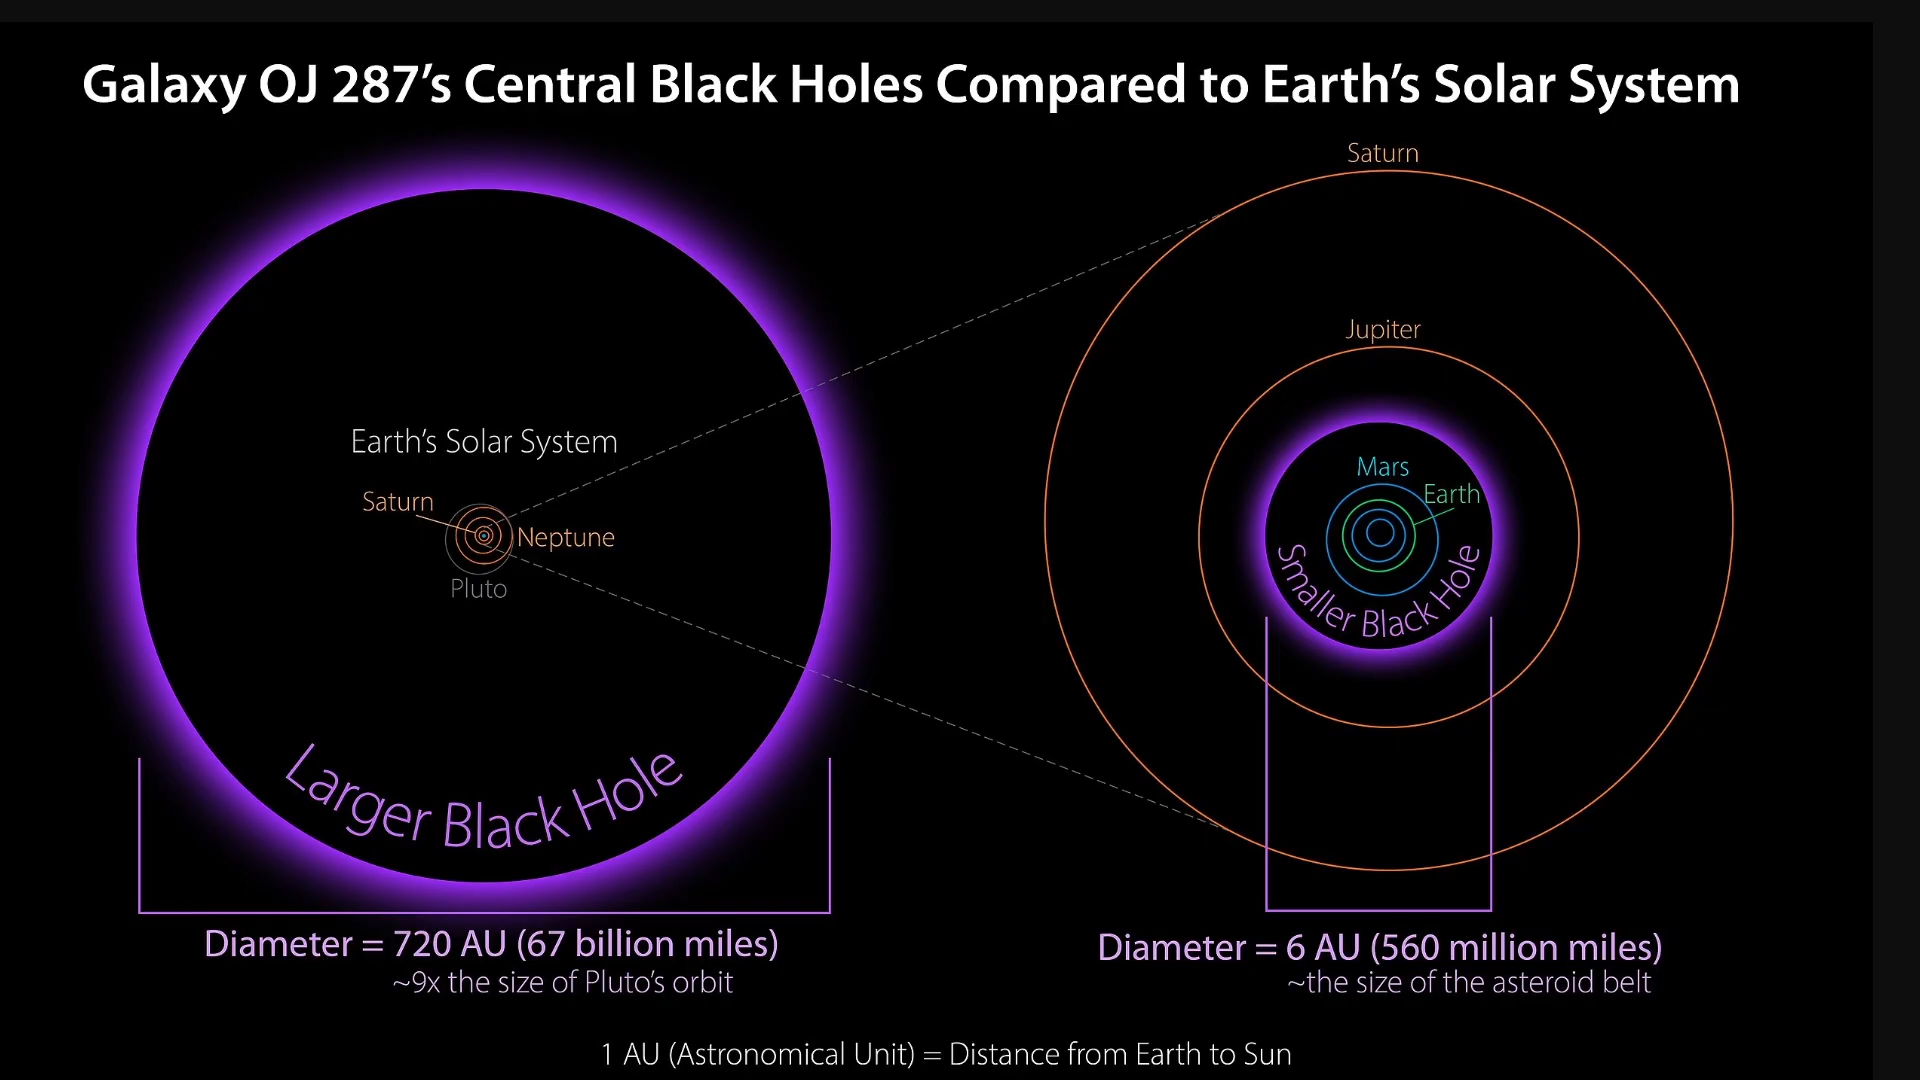 Galaxy OJ 287’s Central Black Holes Compared to Earth’s Solar System
Earth’s Solar System
Saturn
Neptune
Pluto
Larger Black Hole
Diameter = 720 AU (67 billion miles)
~9x the size of Pluto’s orbit
Saturn
Jupiter
Mars
Earth
Smaller Black Hole
Diameter = 6 AU (560 million miles)
~the size of the asteroid belt
1 AU (Astronomical Unit) = Distance from Earth to Sun